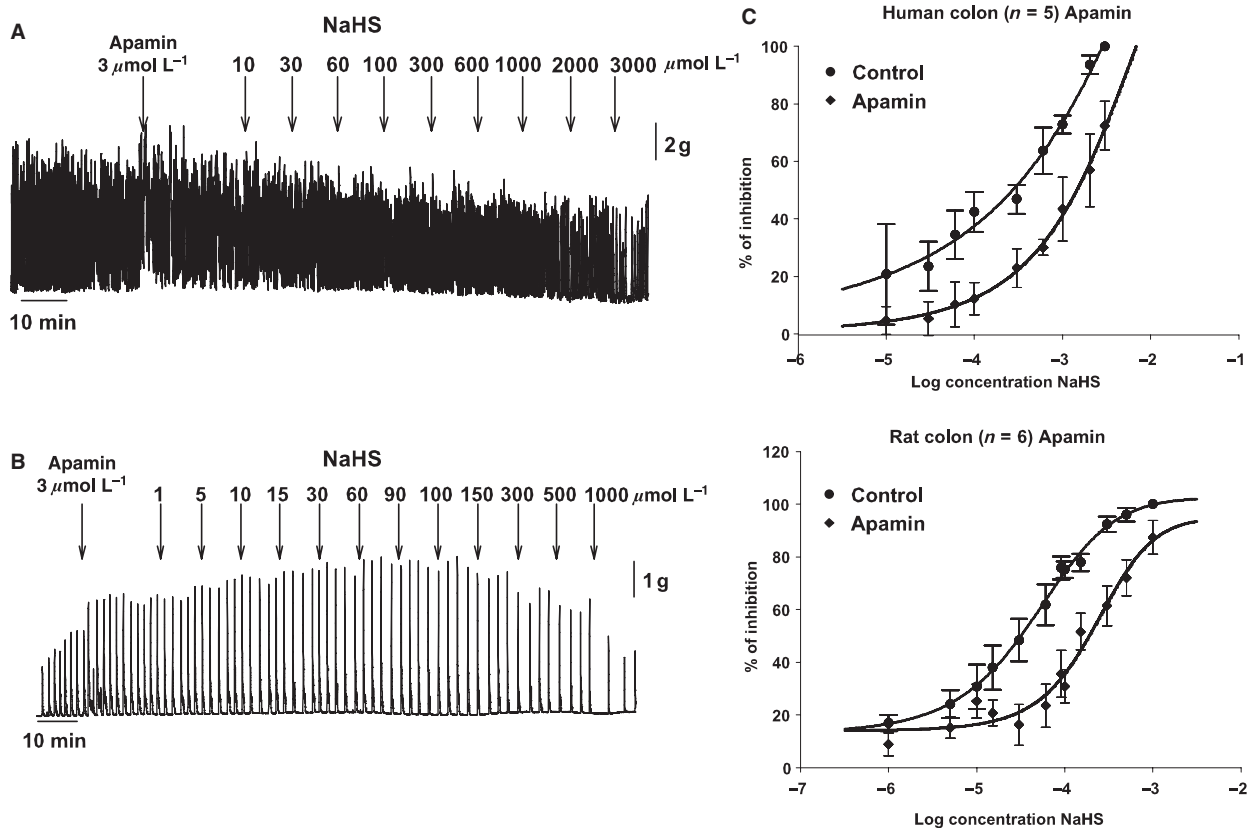 A
NaHS
Apamin
3 μmol L⁻¹
10 30 60 100 300 600 1000 2000 3000 μmol L⁻¹
2 g
10 min
B
NaHS
Apamin
3 μmol L⁻¹
1 5 10 15 30 60 90 100 150 300 500 1000 μmol L⁻¹
1 g
10 min
C
Human colon (n = 5) Apamin
100
80
60
40
20
0
% of inhibition
Control
Apamin
–6 –5 –4 –3 –2 –1
Log concentration NaHS
Rat colon (n = 6) Apamin
120
100
80
60
40
20
0
% of inhibition
Control
Apamin
–7 –6 –5 –4 –3 –2
Log concentration NaHS